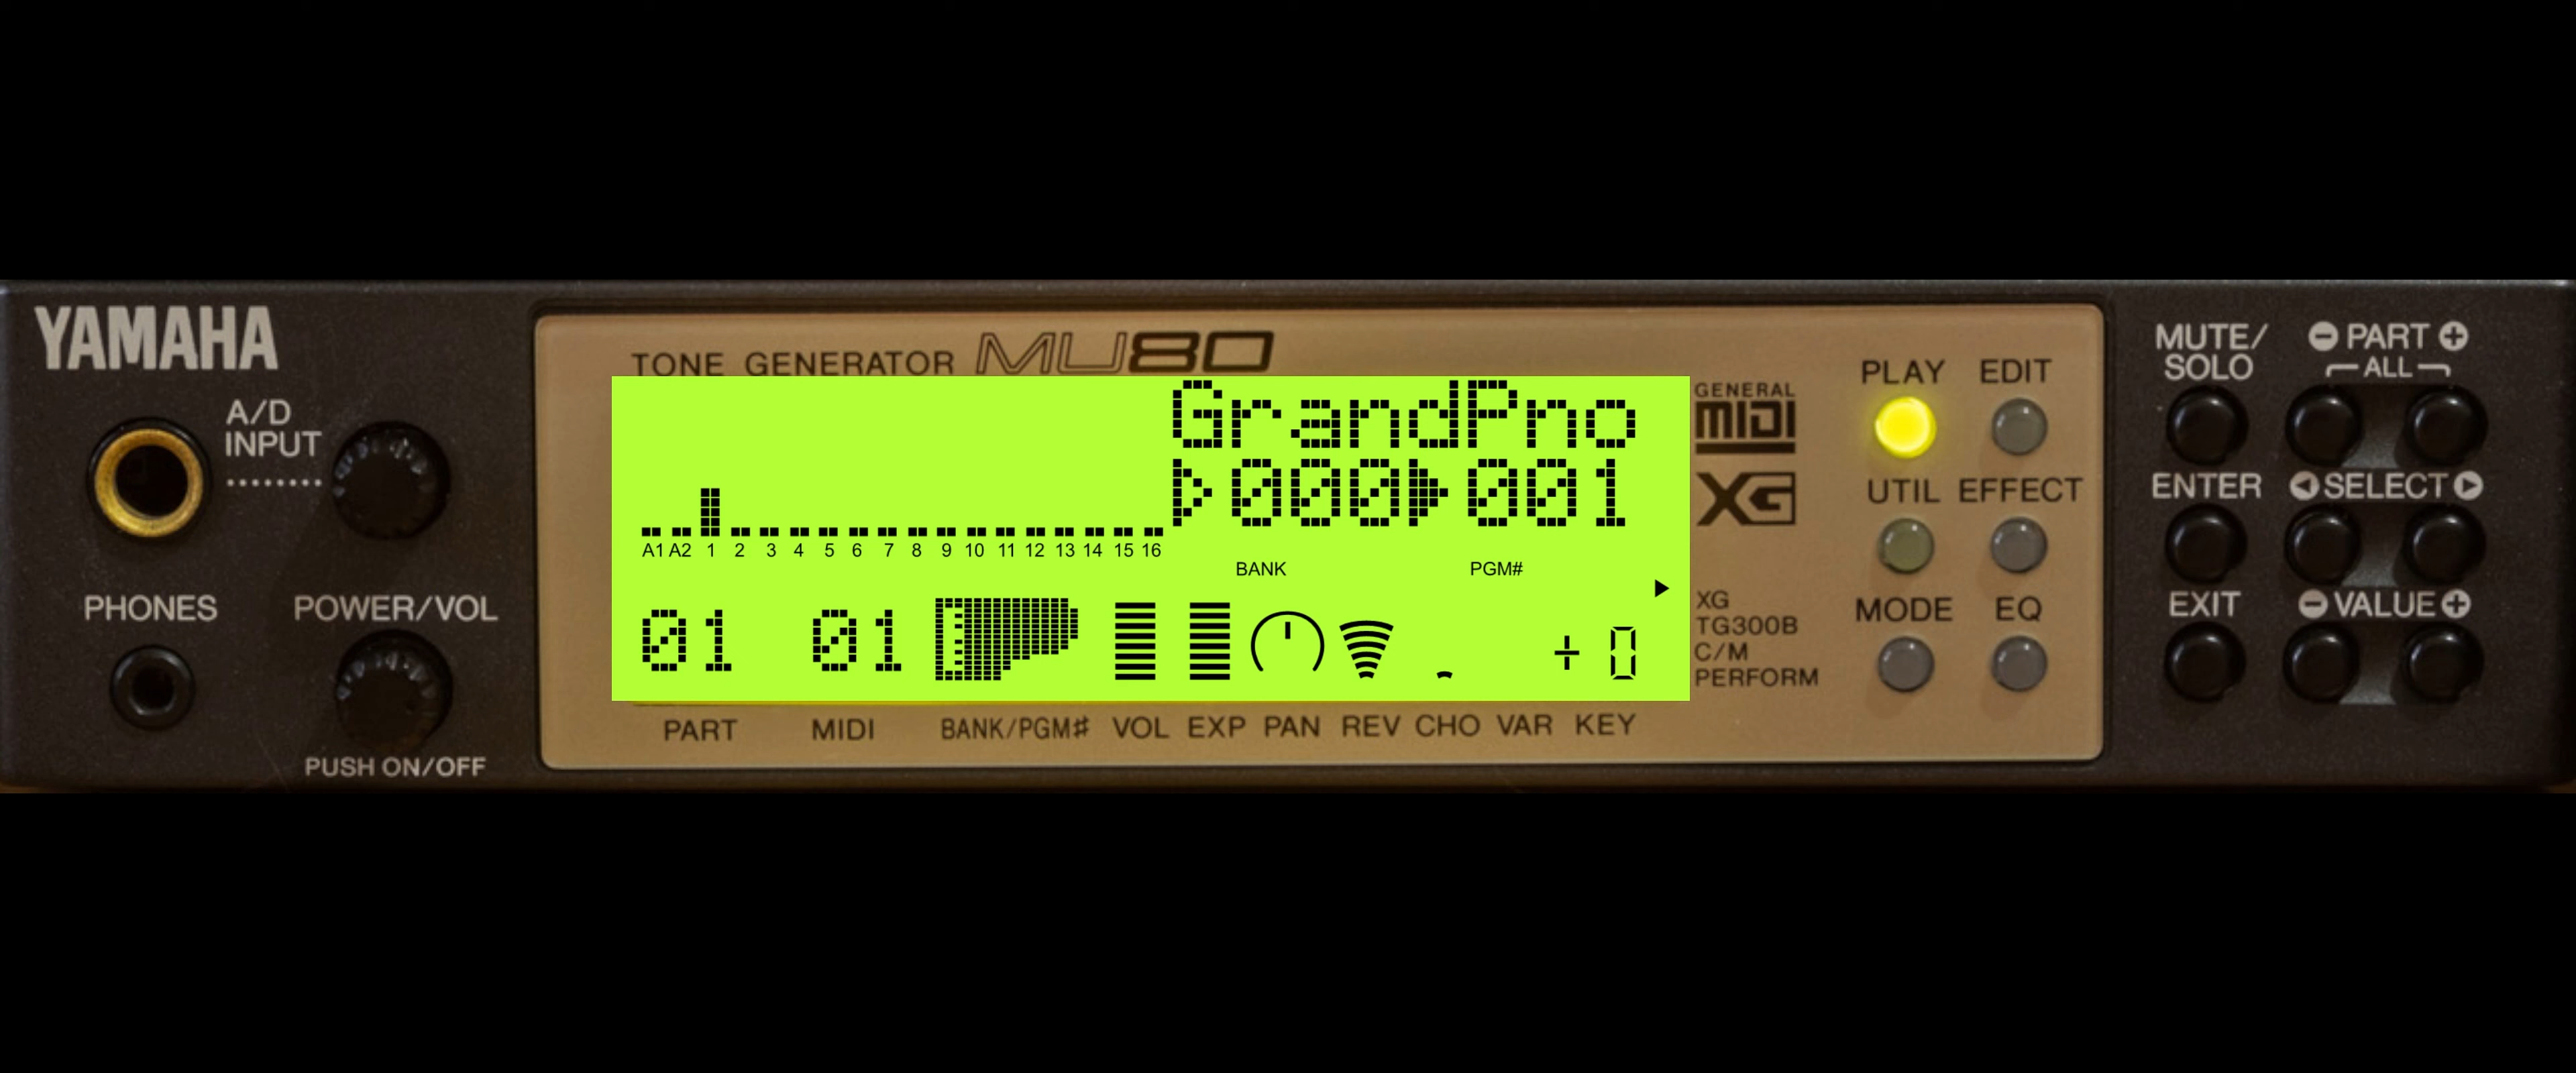 YAMAHA
A/D
INPUT
PHONES
POWER/VOL
PUSH ON/OFF
TONE GENERATOR MU80
GrandPno
000 001
A1 A2 1 2 3 4 5 6 7 8 9 10 11 12 13 14 15 16
BANK PGM#
01 01 + 0
PART MIDI BANK/PGM♯ VOL EXP PAN REV CHO VAR KEY
GENERAL
MIDI
XG
XG
TG300B
C/M
PERFORM
PLAY EDIT
UTIL EFFECT
MODE EQ
MUTE/
SOLO
− PART +
ALL
ENTER
SELECT
EXIT
− VALUE +